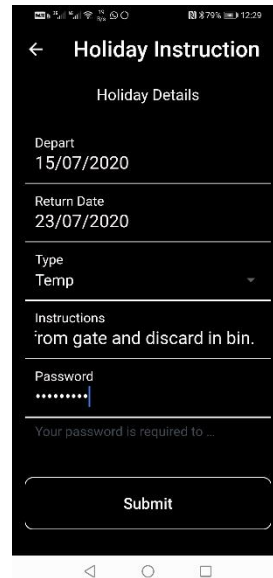 79% 12:29
← Holiday Instruction
Holiday Details
Depart
15/07/2020
Return Date
23/07/2020
Type
Temp
Instructions
from gate and discard in bin.
Password
•••••••••
Your password is required to ...
Submit